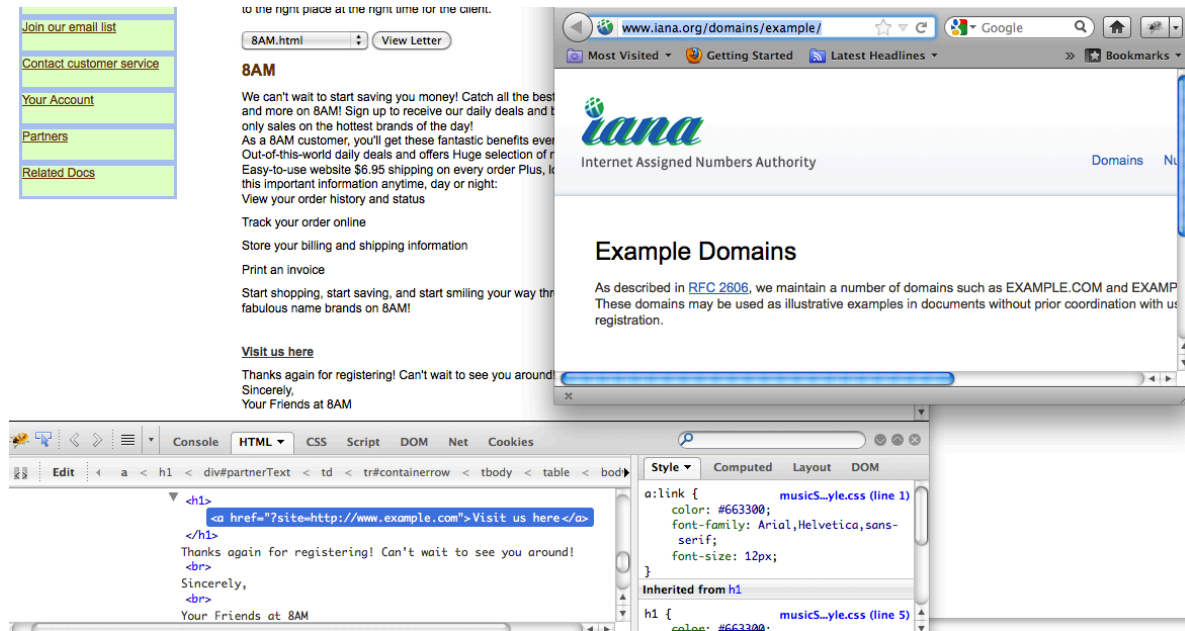 to the right place at the right time for the client.
Join our email list
Contact customer service
Your Account
Partners
Related Docs
8AM.html
View Letter
8AM
We can't wait to start saving you money! Catch all the best
and more on 8AM! Sign up to receive our daily deals and
only sales on the hottest brands of the day!
As a 8AM customer, you'll get these fantastic benefits
Out-of-this-world daily deals and offers Huge selection of
Easy-to-use website $6.95 shipping on every order Plus,
this important information anytime, day or night:
View your order history and status
Track your order online
Store your billing and shipping information
Print an invoice
Start shopping, start saving, and start smiling your way
fabulous name brands on 8AM!
Visit us here
Thanks again for registering! Can't wait to see you around!
Sincerely,
Your Friends at 8AM
www.iana.org/domains/example/
Google
Most Visited
Getting Started
Latest Headlines
»
Bookmarks
iana
Internet Assigned Numbers Authority
Domains
Example Domains
As described in RFC 2606, we maintain a number of domains such as EXAMPLE.COM and
These domains may be used as illustrative examples in documents without prior coordination with
registration.
Console HTML CSS Script DOM Net Cookies
Edit a < h1 < div#partnerText < td < tr#containerrow < tbody < table < body
<h1>
<a href="?site=http://www.example.com">Visit us here</a>
</h1>
Thanks again for registering! Can't wait to see you around!
<br>
Sincerely,
<br>
Your Friends at 8AM
Style Computed Layout DOM
a:link { musicS...yle.css (line 1)
color: #663300;
font-family: Arial,Helvetica,sans-
serif;
font-size: 12px;
}
Inherited from h1
h1 { musicS...yle.css (line 5)
color: #663300;